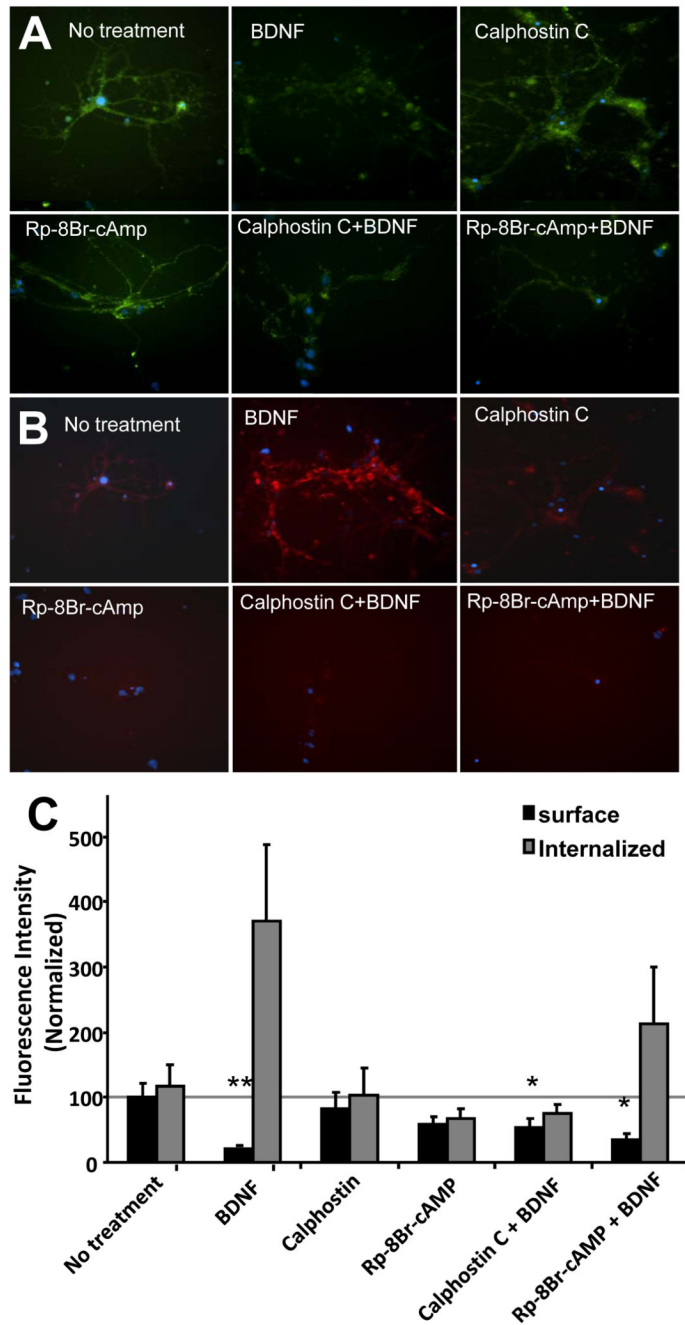 A
No treatment
BDNF
Calphostin C
Rp-8Br-cAmp
Calphostin C+BDNF
Rp-8Br-cAmp+BDNF
B
No treatment
BDNF
Calphostin C
Rp-8Br-cAmp
Calphostin C+BDNF
Rp-8Br-cAmp+BDNF
C
surface
Internalized
Fluorescence Intensity
(Normalized)
500
400
300
200
100
0
**
*
*
No treatment
BDNF
Calphostin
Rp-8Br-cAMP
Calphostin C + BDNF
Rp-8Br-cAMP + BDNF